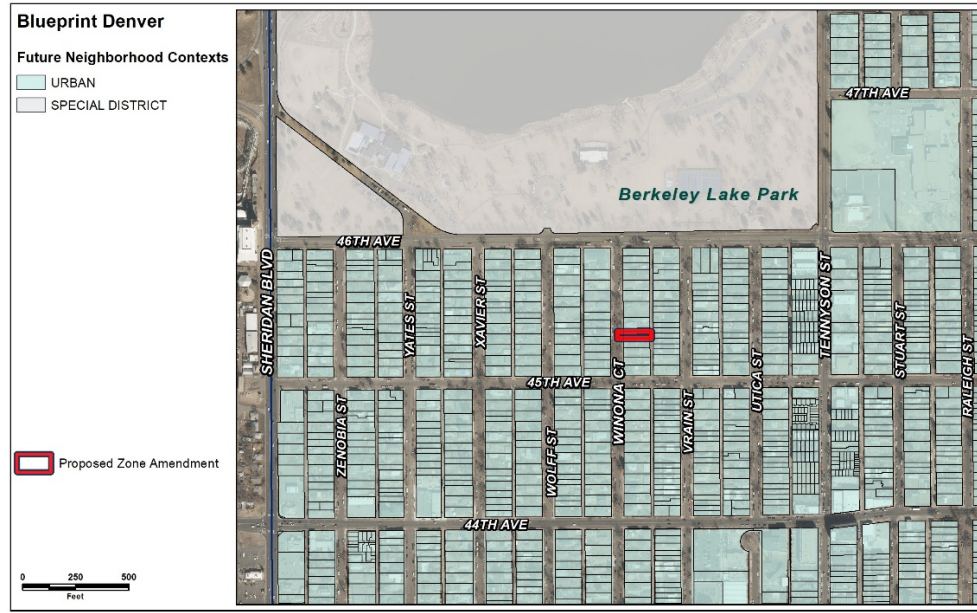 Blueprint Denver
Future Neighborhood Contexts
URBAN
SPECIAL DISTRICT
47TH AVE
Berkeley Lake Park
46TH AVE
SHERIDAN BLVD
YATES ST
XAVIER ST
TENNYSON ST
STUART ST
RALEIGH ST
WINONA CT
UTICA ST
45TH AVE
ZENOBIA ST
WOLFF ST
VRAIN ST
Proposed Zone Amendment
44TH AVE
0 250 500
Feet